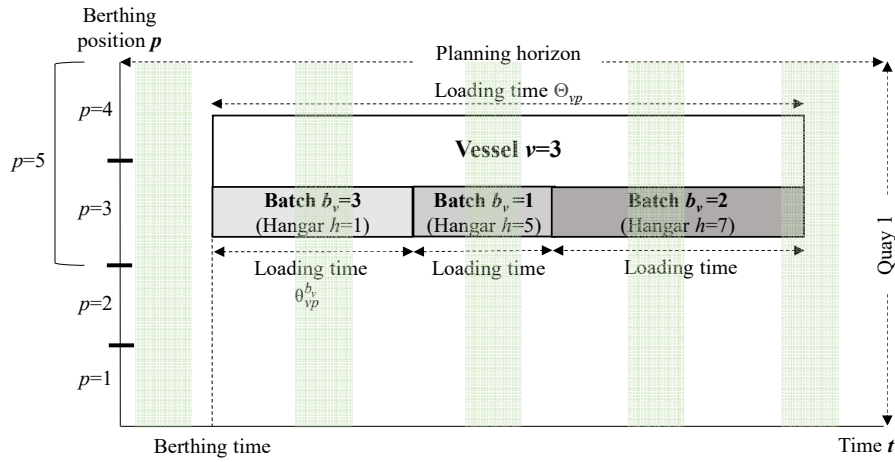 Berthing
position p
Planning horizon
Loading time Θvp
p=4
p=5
Vessel v=3
p=3
Batch bv=3
(Hangar h=1)
Batch bv=1
(Hangar h=5)
Batch bv=2
(Hangar h=7)
Loading time
θvp^bv
Loading time
Loading time
Quay 1
p=2
p=1
Berthing time
Time t